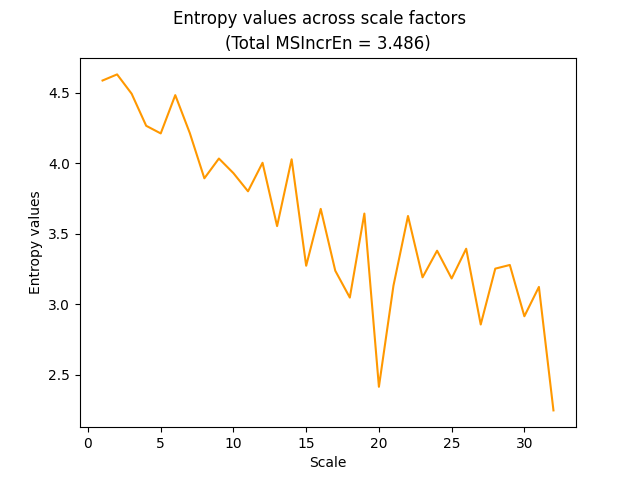 Entropy values across scale factors
(Total MSIncrEn = 3.486)
4.5
4.0
3.5
3.0
2.5
Entropy values
0 5 10 15 20 25 30
Scale